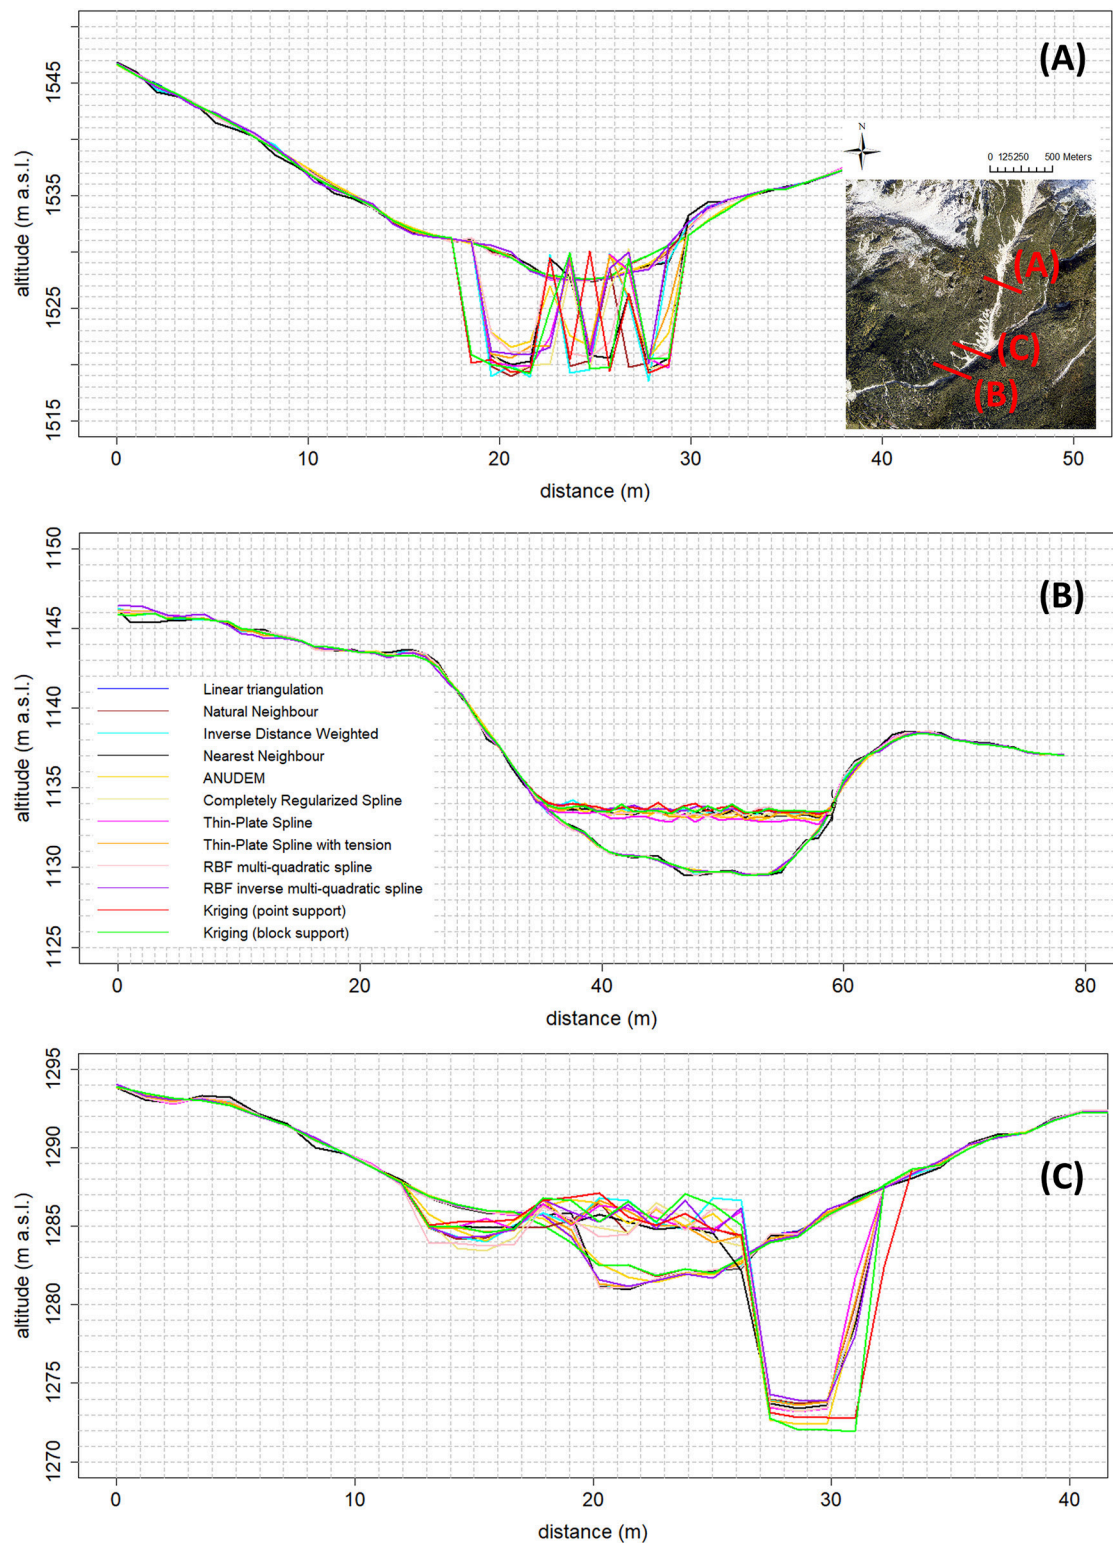 (A)
1545
1535
1525
1515
altitude (m a.s.l.)
N
0 125250 500 Meters
(A)
(C)
(B)
0
10
20
30
40
50
distance (m)
(B)
1150
1145
1140
1135
1130
1125
altitude (m a.s.l.)
Linear triangulation
Natural Neighbour
Inverse Distance Weighted
Nearest Neighbour
ANUDEM
Completely Regularized Spline
Thin-Plate Spline
Thin-Plate Spline with tension
RBF multi-quadratic spline
RBF inverse multi-quadratic spline
Kriging (point support)
Kriging (block support)
0
20
40
60
80
distance (m)
(C)
1295
1290
1285
1280
1275
1270
altitude (m a.s.l.)
0
10
20
30
40
distance (m)